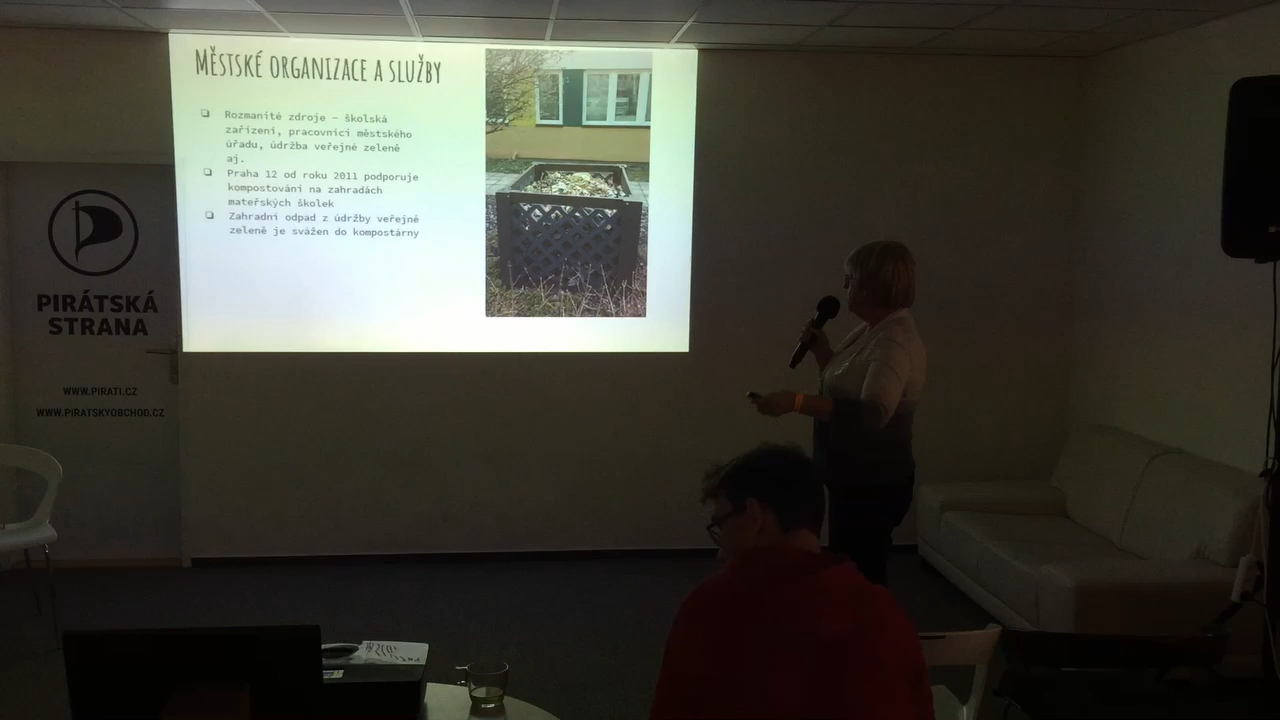 MĚSTSKÉ ORGANIZACE A SLUŽBY
Rozmanité zdroje – školská
zařízení, pracovníci městského
úřadu, údržba veřejné zeleně
aj.
Praha 12 od roku 2011 podporuje
kompostování na zahradách
mateřských školek
Zahradní odpad z údržby veřejné
zeleně je svážen do kompostárny
PIRÁTSKÁ
STRANA
WWW.PIRATI.CZ
WWW.PIRATSKYOBCHOD.CZ